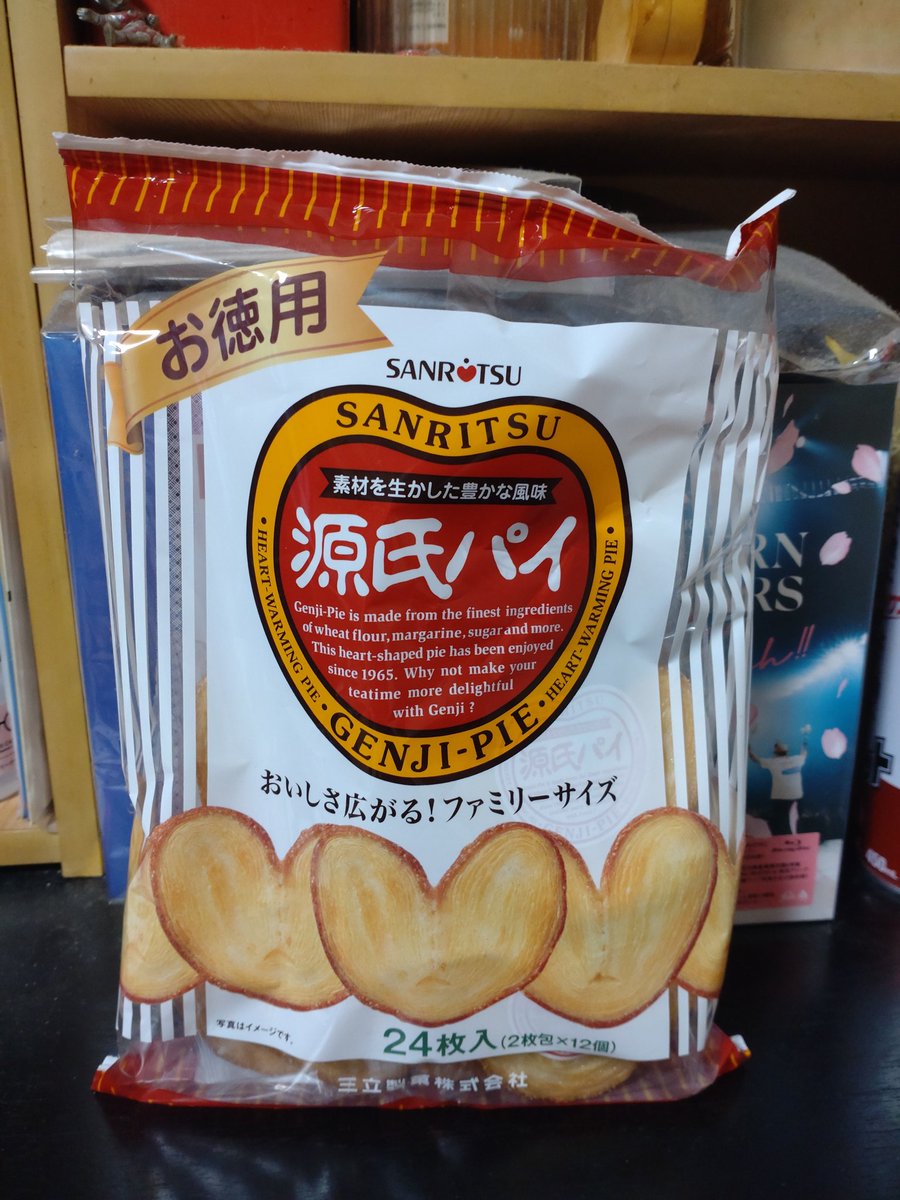 お徳用
SANRITSU
SANRITSU
素材を生かした豊かな風味
源氏パイ
Genji-Pie is made from the finest ingredients
of wheat flour, margarine, sugar and more.
This heart-shaped pie has been enjoyed
since 1965. Why not make your
teatime more delightful
with Genji ?
・HEART-WARMING PIE・
・HEART-WARMING PIE・
GENJI-PIE
源氏パイ
GENJI-PIE
おいしさ広がる!ファミリーサイズ
写真はイメージです。
24枚入(2枚包×12個)
三立製菓株式会社
RN
RS